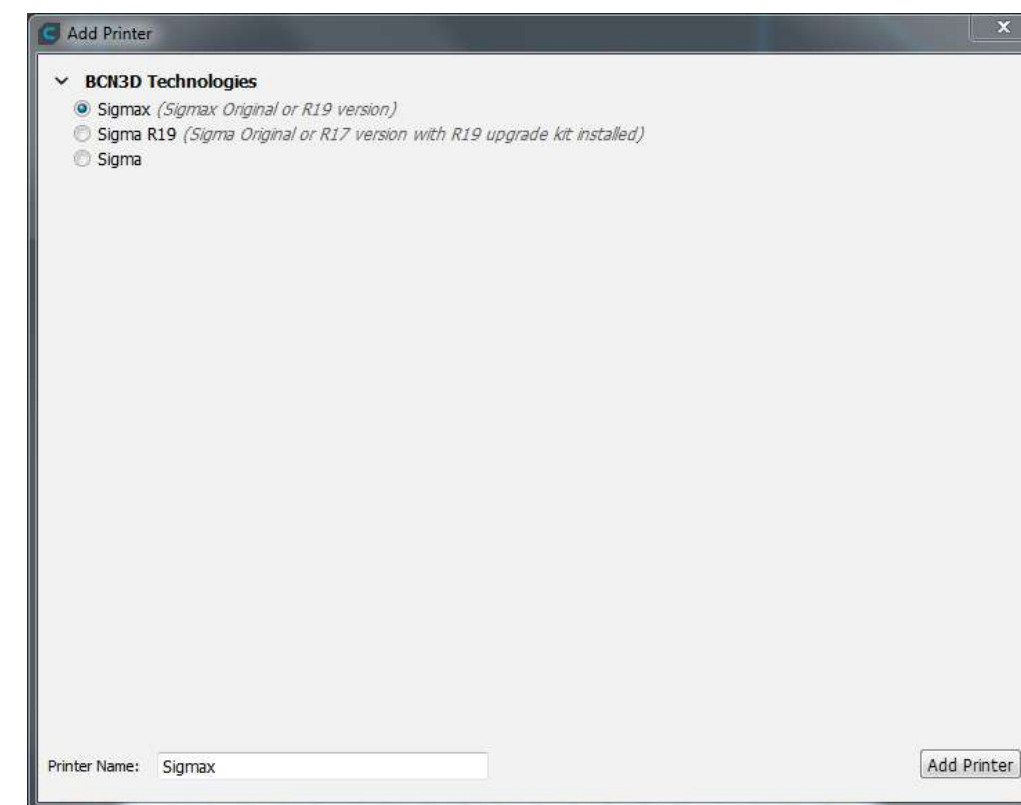 Add Printer
x
BCN3D Technologies
Sigmax (Sigmax Original or R19 version)
Sigma R19 (Sigma Original or R17 version with R19 upgrade kit installed)
Sigma
Printer Name: Sigmax Add Printer